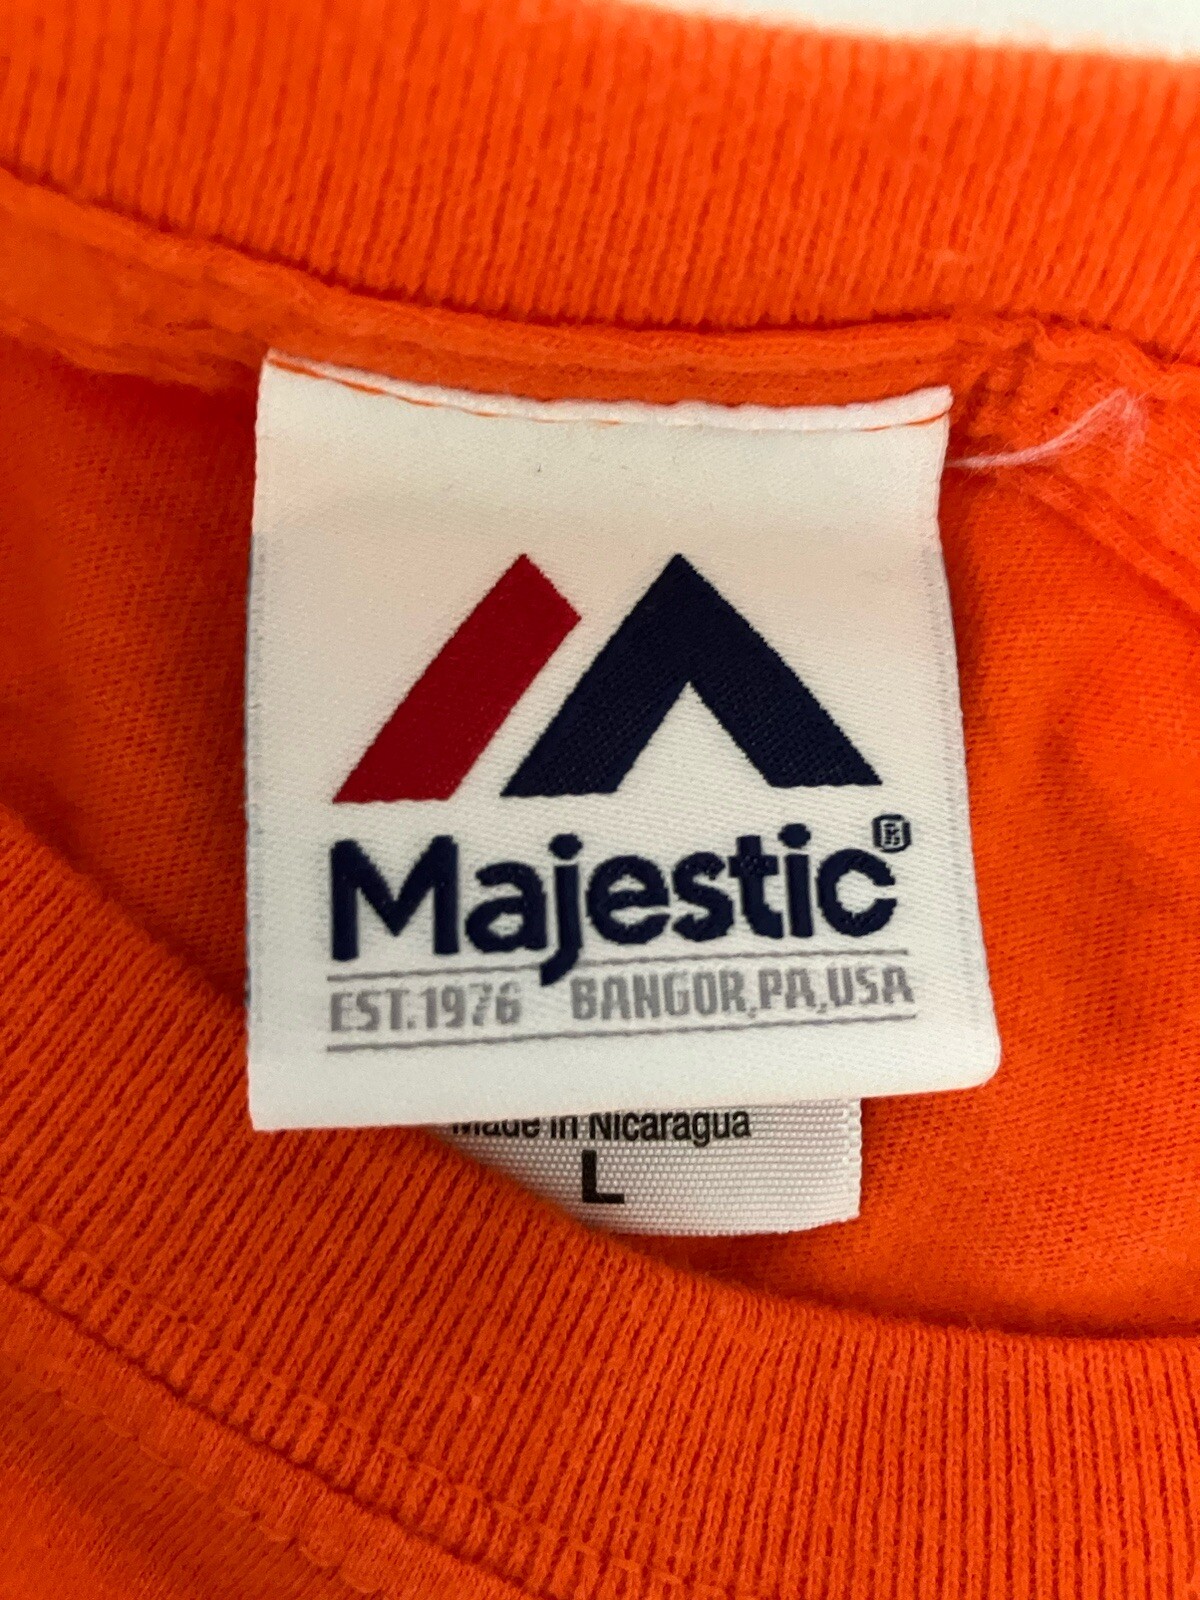 Majestic®
EST.1976 BANGOR,PA,USA
Made in Nicaragua
L